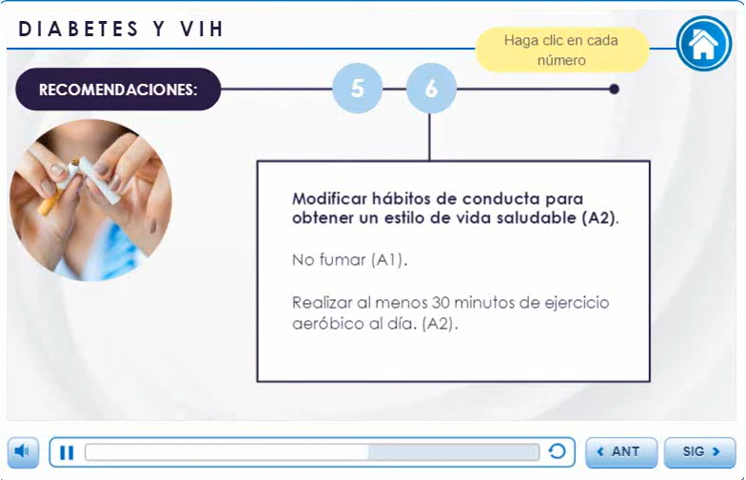 DIABETES Y VIH
Haga clic en cada
número
RECOMENDACIONES:
5
6
Modificar hábitos de conducta para
obtener un estilo de vida saludable (A2).
No fumar (A1).
Realizar al menos 30 minutos de ejercicio
aeróbico al día. (A2).
ANT
SIG